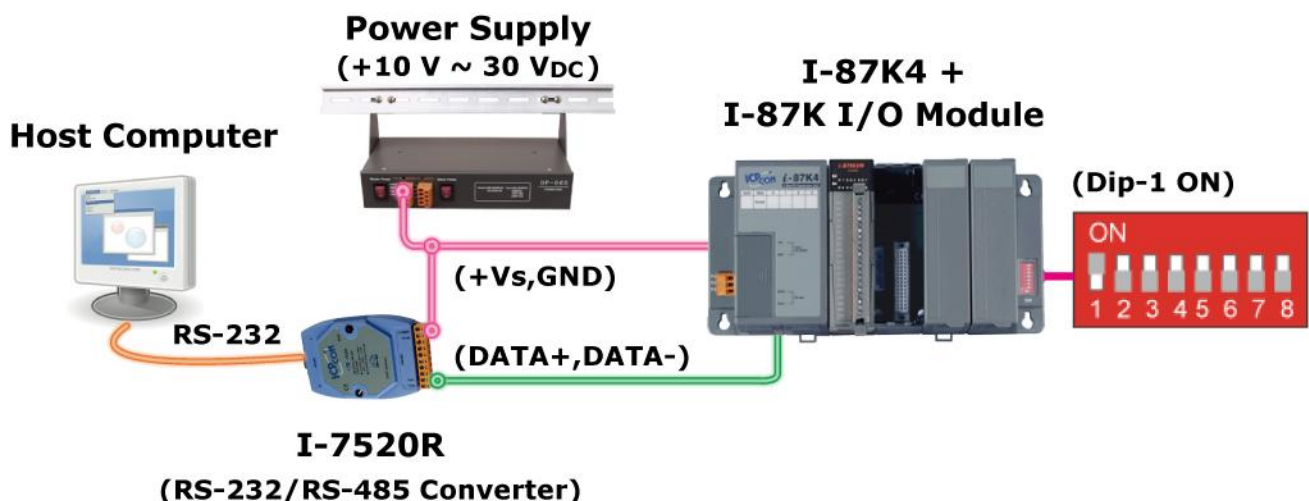 Power Supply
(+10 V ~ 30 VDC)
I-87K4 +
I-87K I/O Module
Host Computer
i-87K4
(Dip-1 ON)
ON
1 2 3 4 5 6 7 8
(+Vs,GND)
RS-232
(DATA+,DATA-)
I-7520R
(RS-232/RS-485 Converter)